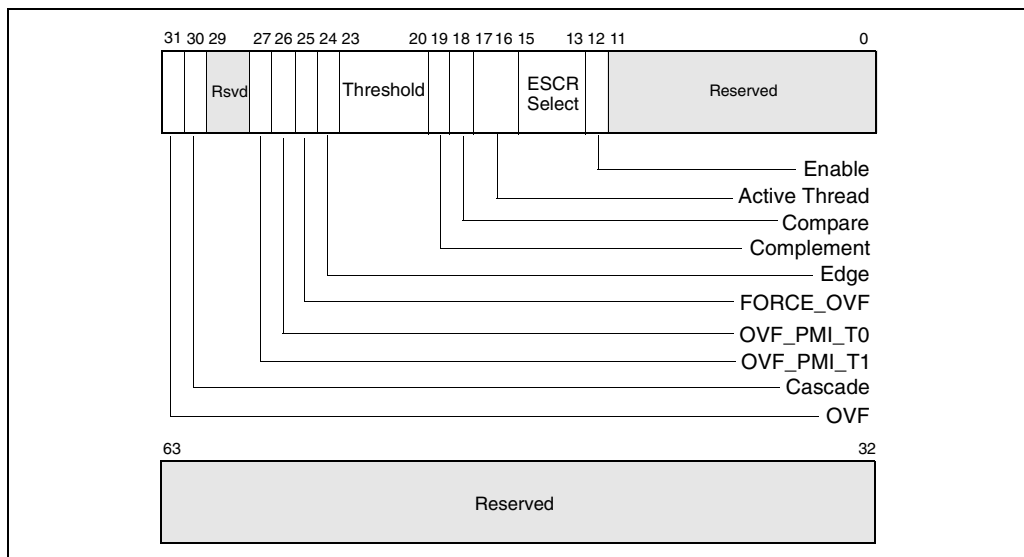 31 30 29 27 26 25 24 23 20 19 18 17 16 15 13 12 11 0
Rsvd
Threshold
ESCR
Select
Reserved
Enable
Active Thread
Compare
Complement
Edge
FORCE_OVF
OVF_PMI_T0
OVF_PMI_T1
Cascade
OVF
63 32
Reserved